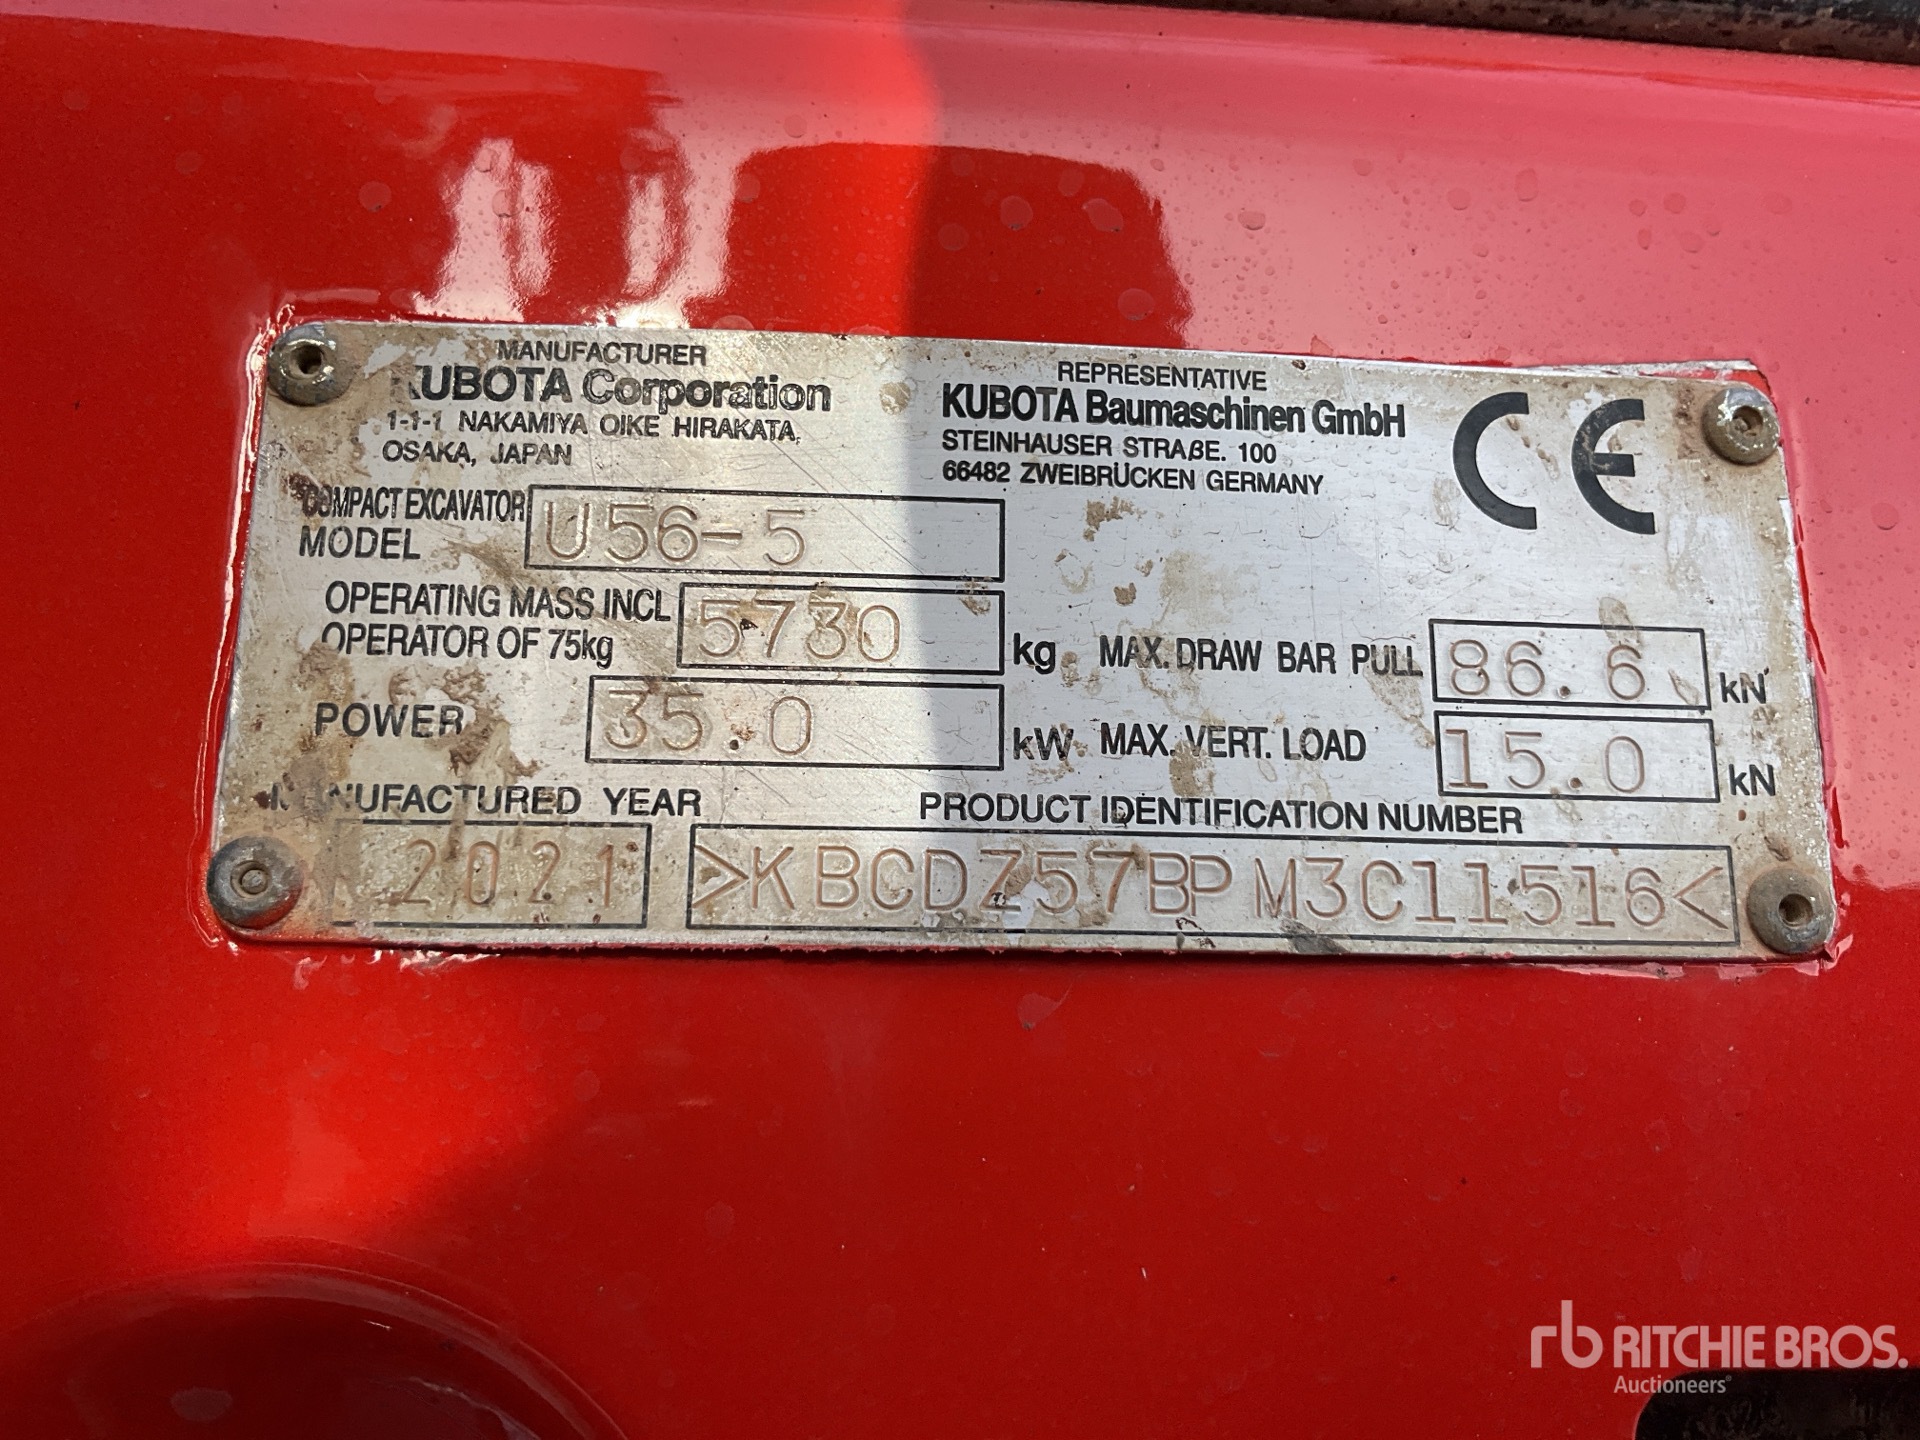 MANUFACTURER
KUBOTA Corporation
1-1-1 NAKAMIYA OIKE HIRAKATA,
OSAKA, JAPAN
REPRESENTATIVE
KUBOTA Baumaschinen GmbH
STEINHAUSER STRAßE. 100
66482 ZWEIBRÜCKEN GERMANY
CE
COMPACT EXCAVATOR
MODEL U56-5
OPERATING MASS INCL
OPERATOR OF 75kg 5730 kg
MAX. DRAW BAR PULL 86.6 kN
POWER 35.0 kW
MAX. VERT. LOAD 15.0 kN
MANUFACTURED YEAR
2021
PRODUCT IDENTIFICATION NUMBER
>KBCDZ57BPM3C11516<
rb RITCHIE BROS.
Auctioneers®